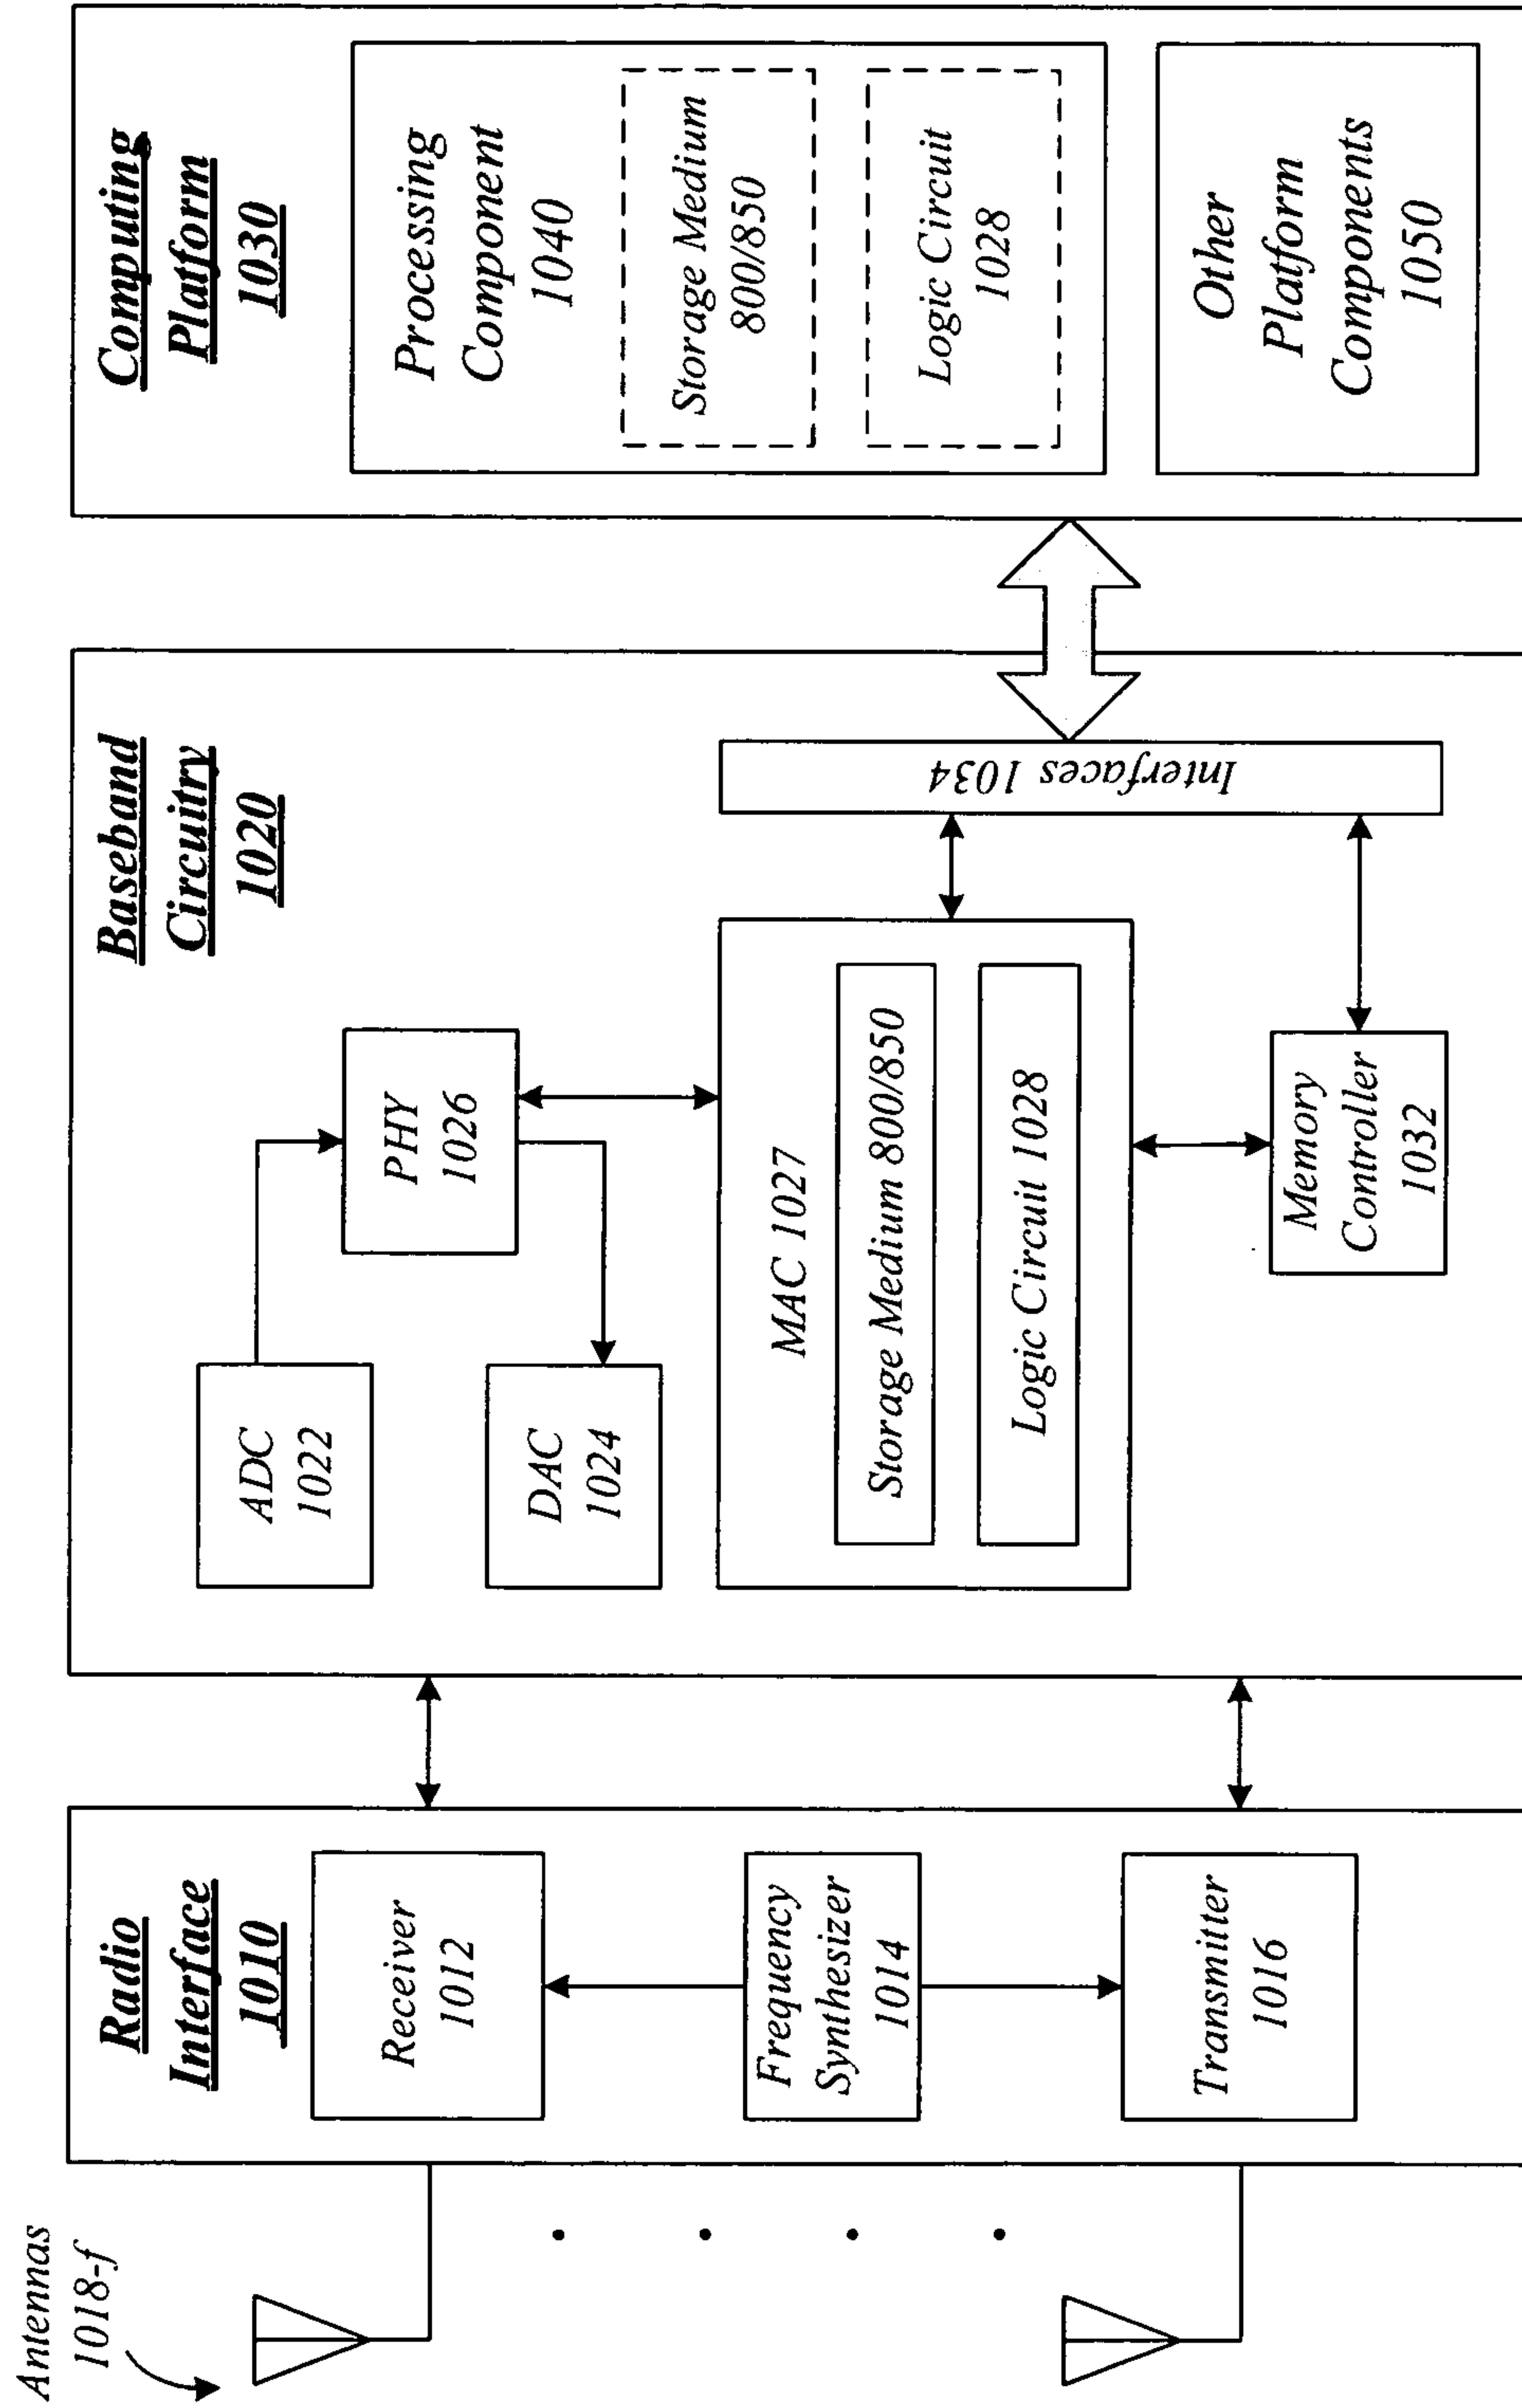 Antennas
1018-f
Radio
Interface
1010
Receiver
1012
Frequency
Synthesizer
1014
Transmitter
1016
Baseband
Circuitry
1020
ADC
1022
PHY
1026
DAC
1024
MAC 1027
Storage Medium 800/850
Logic Circuit 1028
Memory
Controller
1032
Interfaces 1034
Computing
Platform
1030
Processing
Component
1040
Storage Medium
800/850
Logic Circuit
1028
Other
Platform
Components
1050